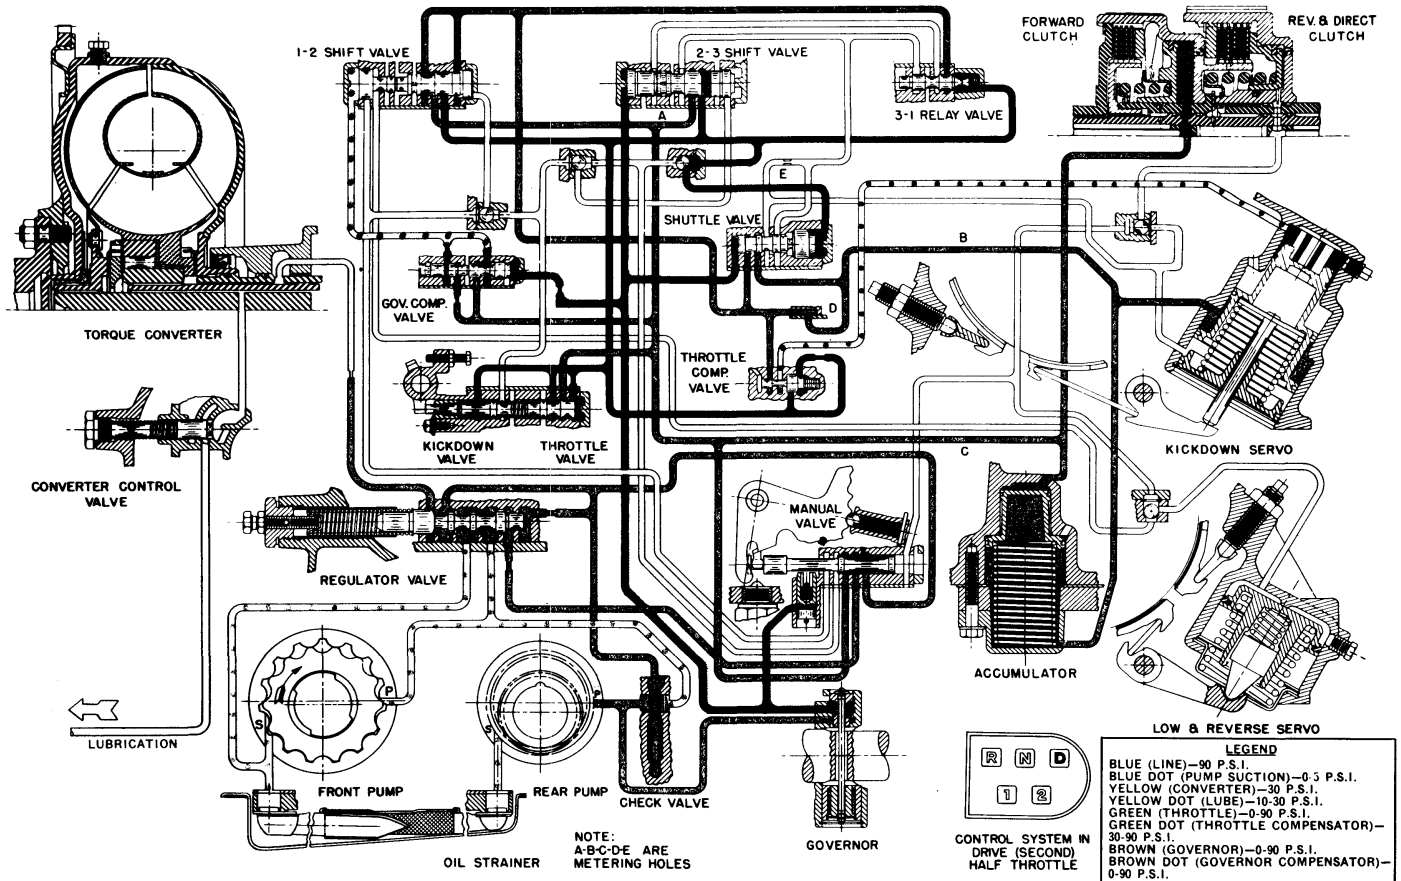 FORWARD
CLUTCH
REV. & DIRECT
CLUTCH
1-2 SHIFT VALVE
2-3 SHIFT VALVE
3-1 RELAY VALVE
A
E
SHUTTLE VALVE
B
GOV. COMP.
VALVE
D
TORQUE CONVERTER
THROTTLE
COMP.
VALVE
KICKDOWN
VALVE
THROTTLE
VALVE
C
KICKDOWN SERVO
CONVERTER CONTROL
VALVE
MANUAL
VALVE
REGULATOR VALVE
ACCUMULATOR
P
S
P
S
LOW & REVERSE SERVO
LUBRICATION
FRONT PUMP
REAR PUMP
CHECK VALVE
OIL STRAINER
NOTE:
A-B-C-D-E ARE
METERING HOLES
GOVERNOR
R N D
1 2
CONTROL SYSTEM IN
DRIVE (SECOND)
HALF THROTTLE
LEGEND
BLUE (LINE)—90 P.S.I.
BLUE DOT (PUMP SUCTION)—0-5 P.S.I.
YELLOW (CONVERTER)—30 P.S.I.
YELLOW DOT (LUBE)—10-30 P.S.I.
GREEN (THROTTLE)—0-90 P.S.I.
GREEN DOT (THROTTLE COMPENSATOR)—
30-90 P.S.I.
BROWN (GOVERNOR)—0-90 P.S.I.
BROWN DOT (GOVERNOR COMPENSATOR)—
0-90 P.S.I.